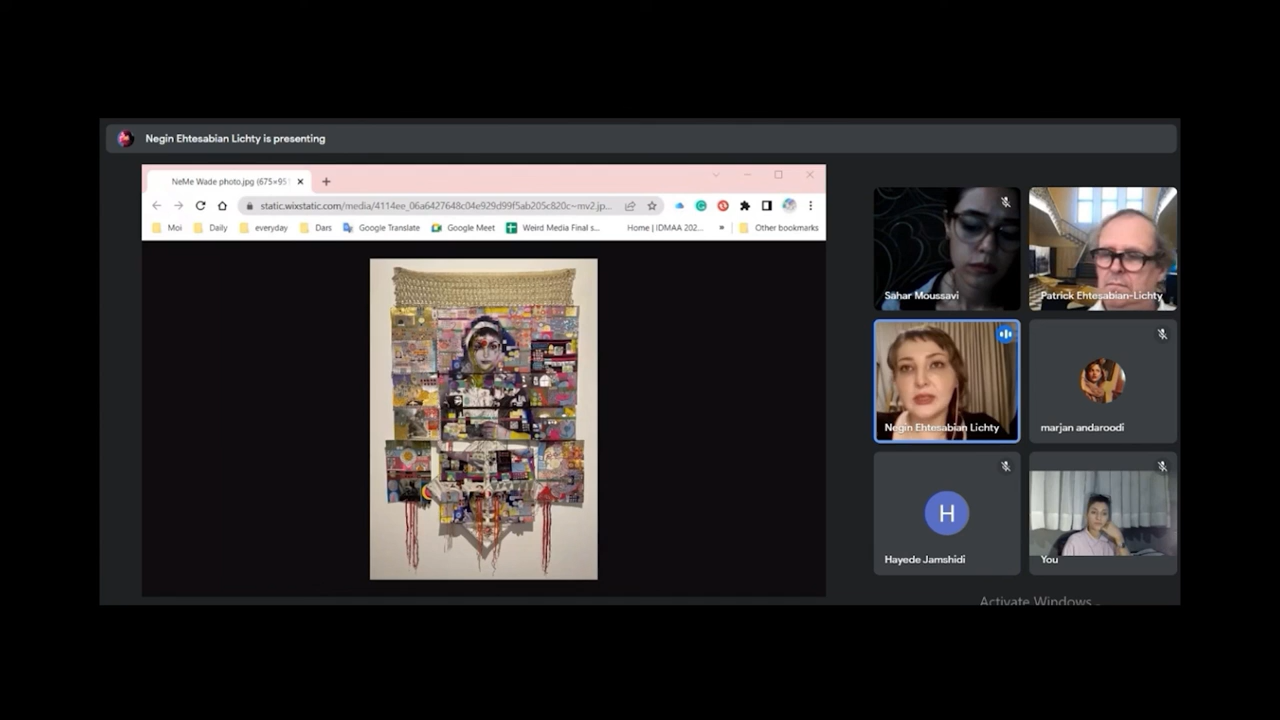 Negin Ehtesabian Lichty is presenting
NeMe Wade photo.jpg (675×951
static.wixstatic.com/media/4114ee_06a6427648c04e929d99f5ab205c820c~mv2.jp...
Moi Daily everyday Dars Google Translate Google Meet Weird Media Final s... Home | IDMAA 202... » Other bookmarks
Sahar Moussavi
Patrick Ehtesabian-Lichty
Negin Ehtesabian Lichty
marjan andaroodi
H
Hayede Jamshidi
You
Activate Windows